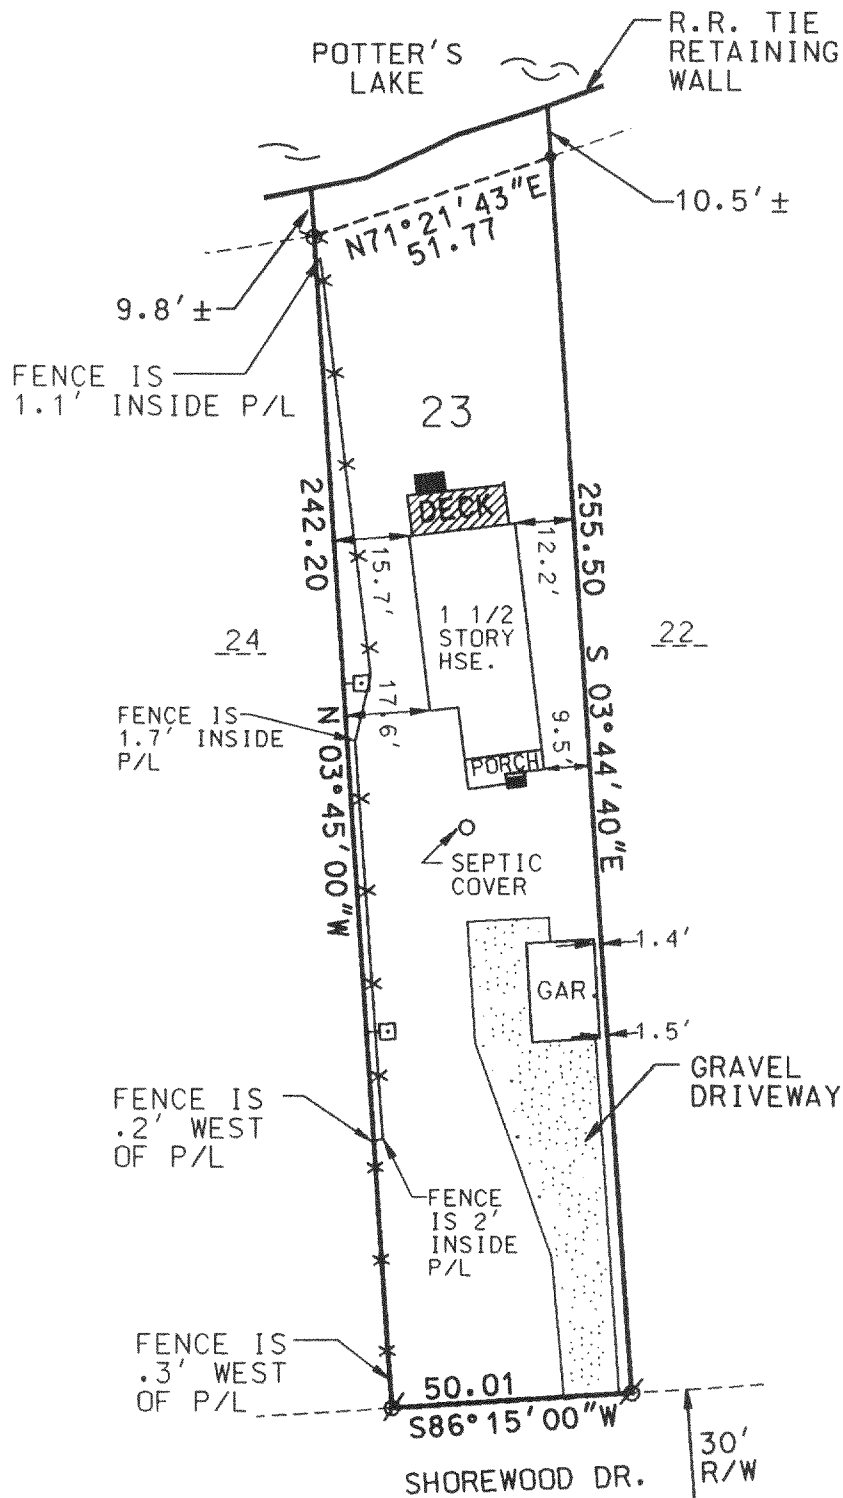 R.R. TIE
RETAINING
WALL
POTTER'S
LAKE
10.5'±
N71°21'43"E
51.77
9.8'±
FENCE IS
1.1' INSIDE P/L
23
DECK
242.20
255.50
15.7'
12.2'
1 1/2
STORY
HSE.
24
22
S 03°44'40"E
FENCE IS
1.7' INSIDE
P/L
17.6'
N 03°45'00"W
9.5'
PORCH
SEPTIC
COVER
1.4'
GAR.
1.5'
GRAVEL
DRIVEWAY
FENCE IS
.2' WEST
OF P/L
FENCE
IS 2'
INSIDE
P/L
FENCE IS
.3' WEST
OF P/L
50.01
S86°15'00"W
30'
R/W
SHOREWOOD DR.